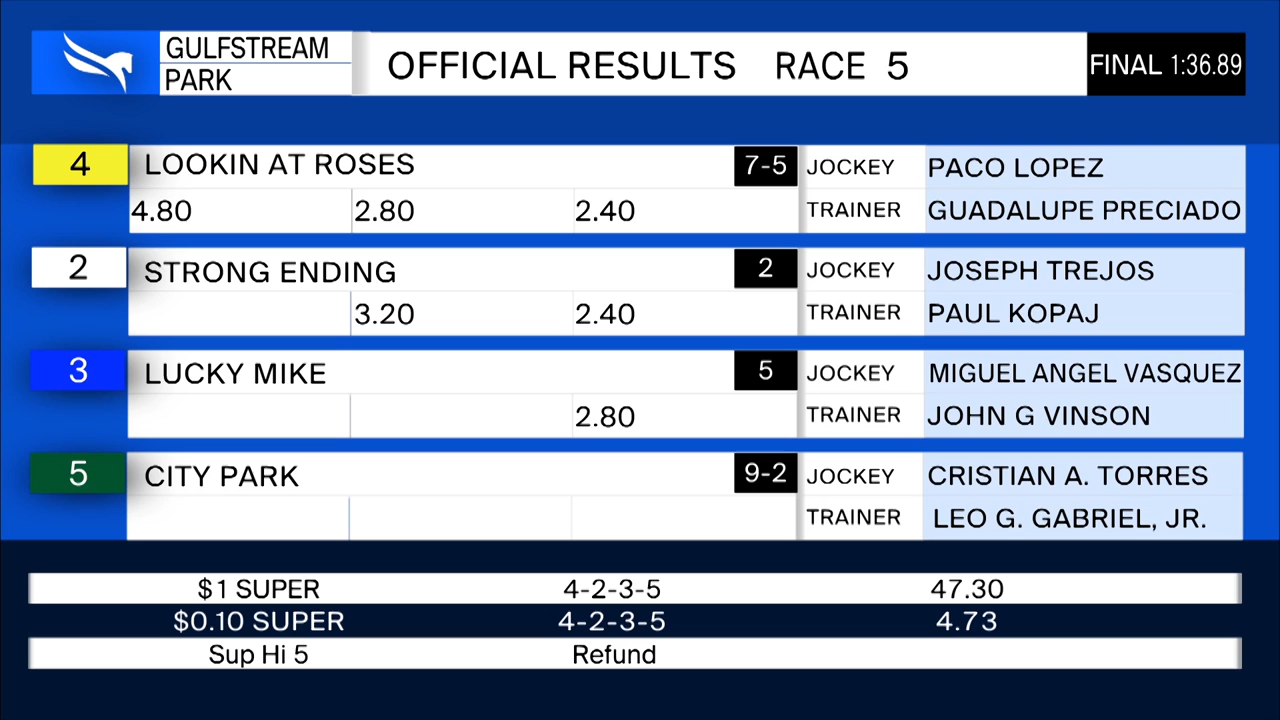 GULFSTREAM
PARK
OFFICIAL RESULTS RACE 5
FINAL 1:36.89
4 LOOKIN AT ROSES 7-5 JOCKEY PACO LOPEZ
4.80 2.80 2.40 TRAINER GUADALUPE PRECIADO
2 STRONG ENDING 2 JOCKEY JOSEPH TREJOS
3.20 2.40 TRAINER PAUL KOPAJ
3 LUCKY MIKE 5 JOCKEY MIGUEL ANGEL VASQUEZ
2.80 TRAINER JOHN G VINSON
5 CITY PARK 9-2 JOCKEY CRISTIAN A. TORRES
TRAINER LEO G. GABRIEL, JR.
$1 SUPER 4-2-3-5 47.30
$0.10 SUPER 4-2-3-5 4.73
Sup Hi 5 Refund